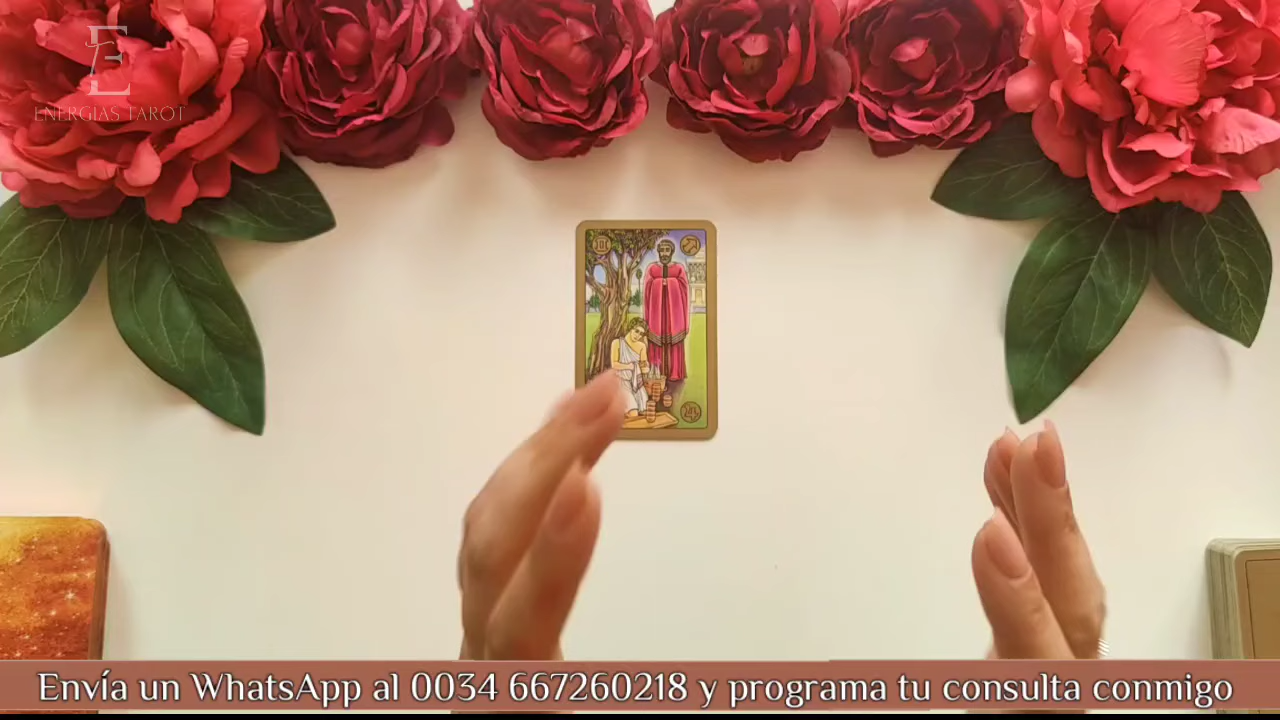 E
ENERGIAS TAROT
Envía un WhatsApp al 0034 667260218 y programa tu consulta conmigo